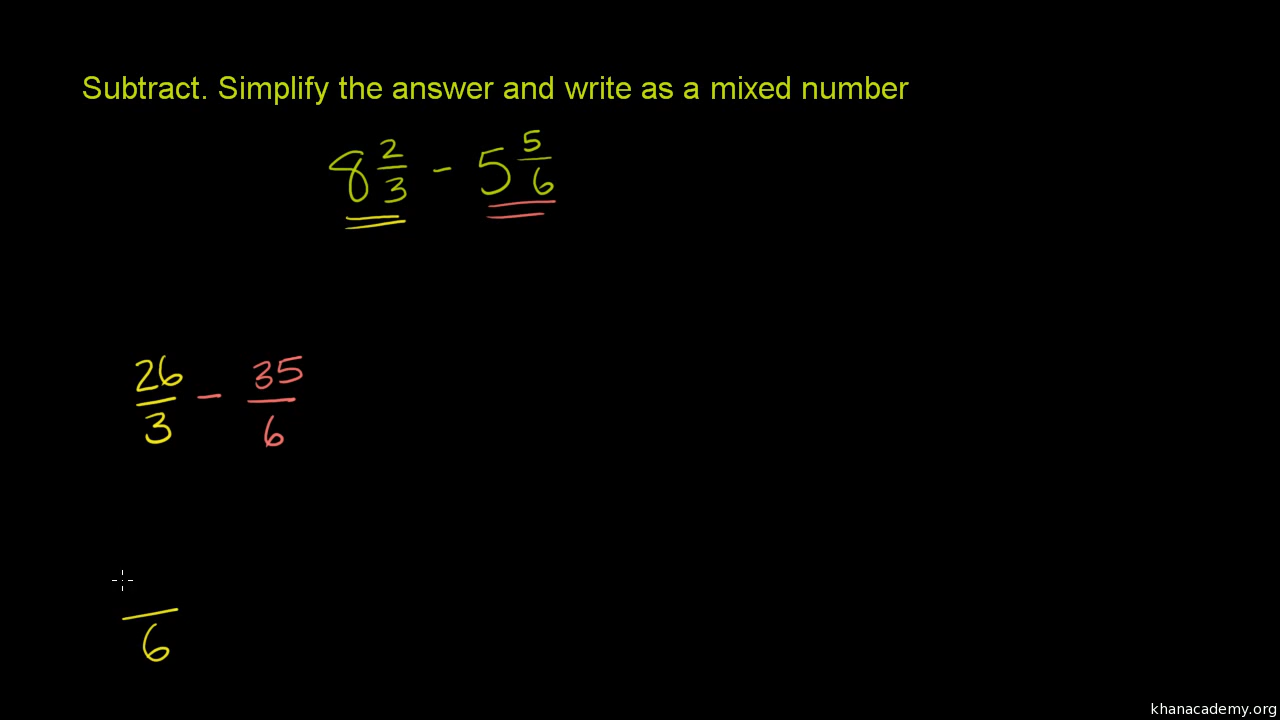 Subtract. Simplify the answer and write as a mixed number
8 2/3 - 5 5/6
26/3 - 35/6
/6
khanacademy.org